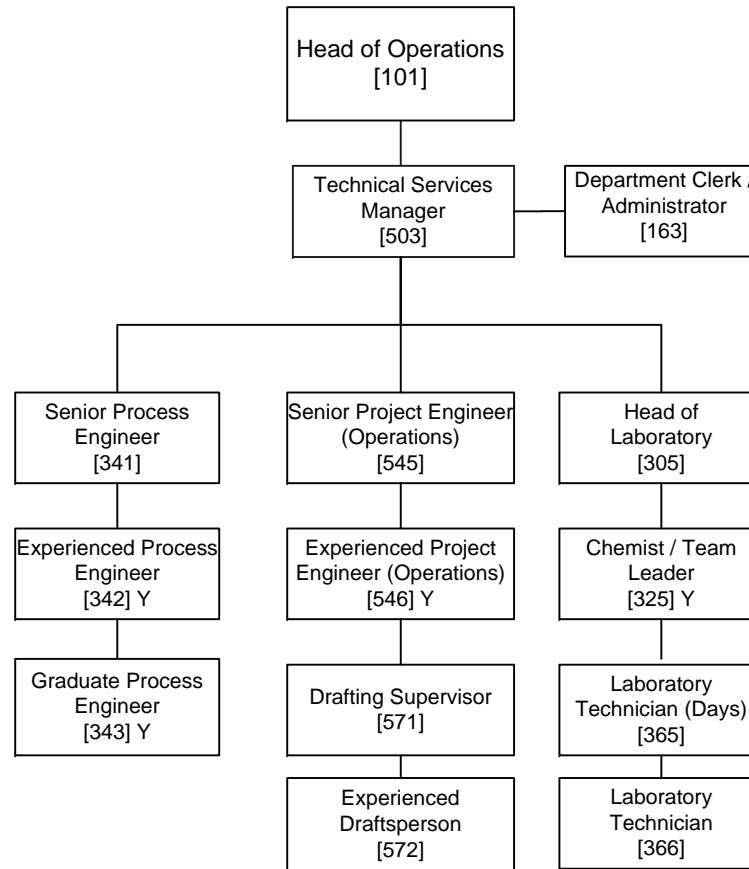 Head of Operations
[101]
Technical Services
Manager
[503]
Department Clerk /
Administrator
[163]
Senior Process
Engineer
[341]
Senior Project Engineer
(Operations)
[545]
Head of
Laboratory
[305]
Experienced Process
Engineer
[342] Y
Experienced Project
Engineer (Operations)
[546] Y
Chemist / Team
Leader
[325] Y
Graduate Process
Engineer
[343] Y
Drafting Supervisor
[571]
Laboratory
Technician (Days)
[365]
Experienced
Draftsperson
[572]
Laboratory
Technician
[366]